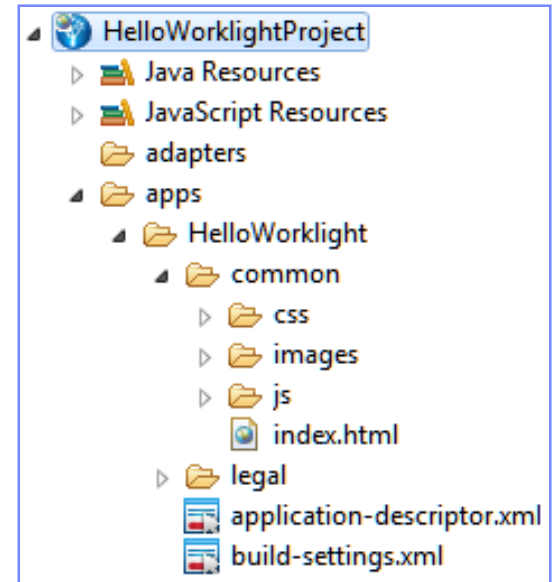 HelloWorklightProject
Java Resources
JavaScript Resources
adapters
apps
HelloWorklight
common
css
images
js
index.html
legal
application-descriptor.xml
build-settings.xml